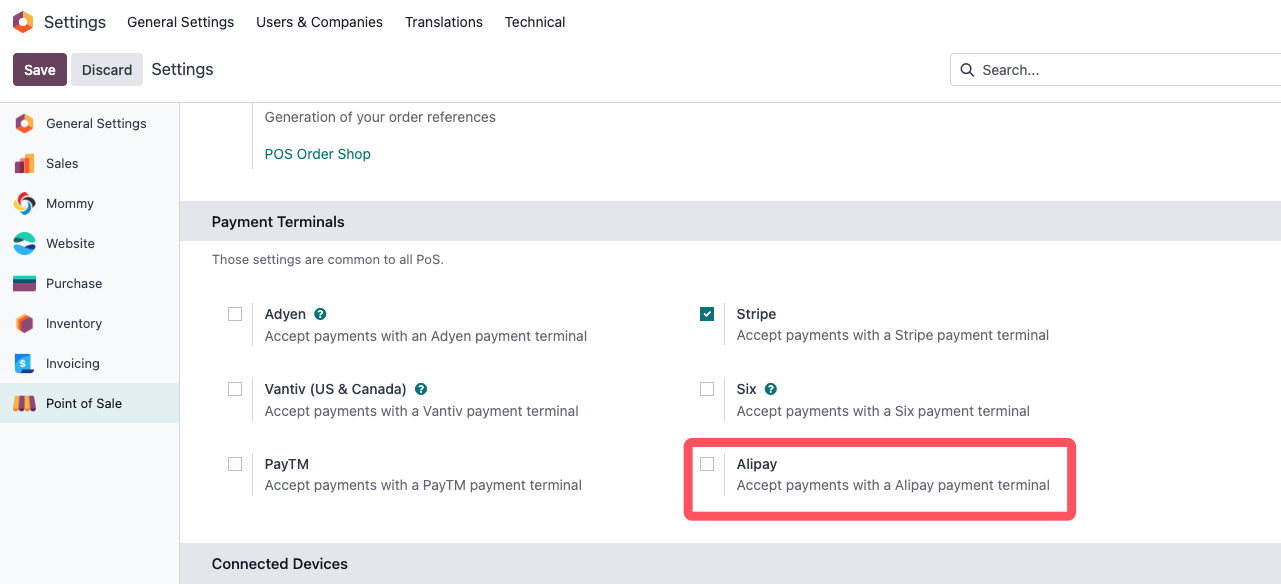 Settings General Settings Users & Companies Translations Technical
Save Discard Settings Search...
General Settings
Sales
Mommy
Website
Purchase
Inventory
Invoicing
Point of Sale
Generation of your order references
POS Order Shop
Payment Terminals
Those settings are common to all PoS.
Adyen ?
Accept payments with an Adyen payment terminal
Stripe
Accept payments with a Stripe payment terminal
Vantiv (US & Canada) ?
Accept payments with a Vantiv payment terminal
Six ?
Accept payments with a Six payment terminal
PayTM
Accept payments with a PayTM payment terminal
Alipay
Accept payments with a Alipay payment terminal
Connected Devices